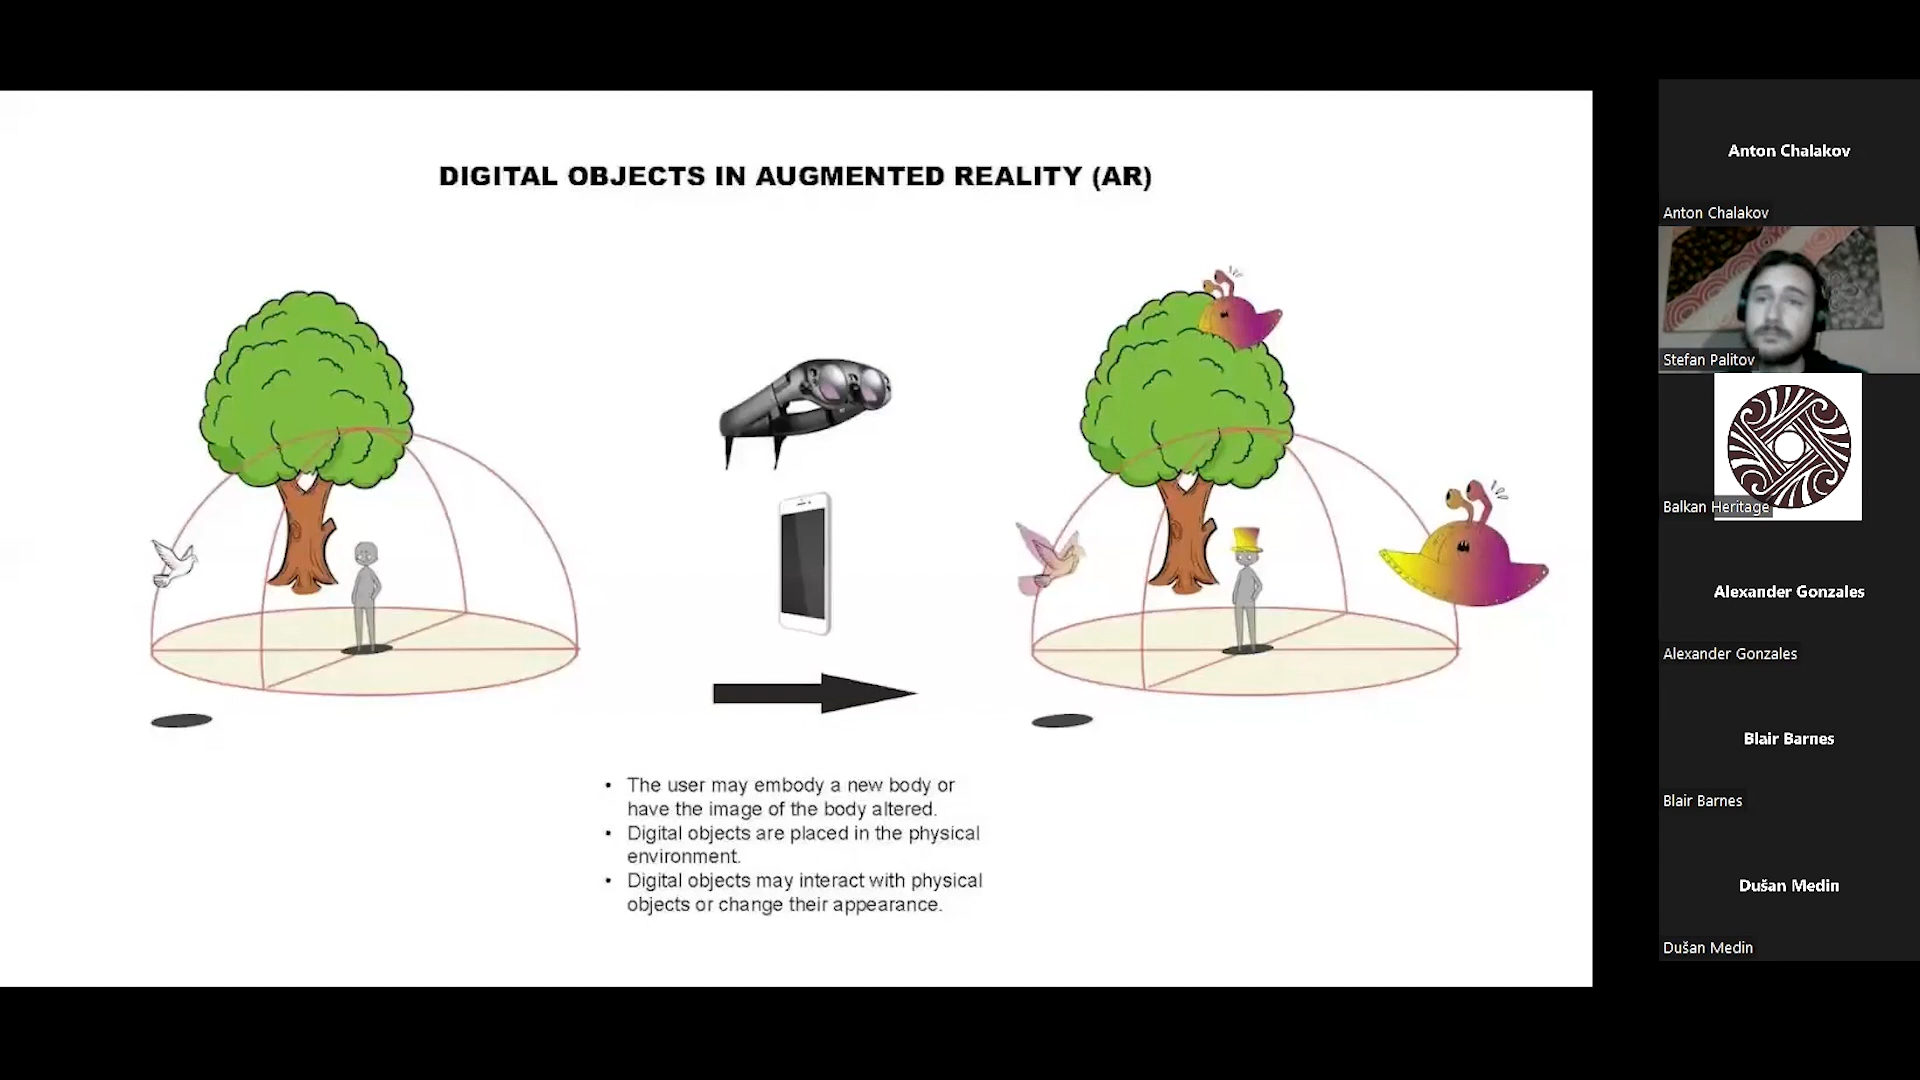 DIGITAL OBJECTS IN AUGMENTED REALITY (AR)
• The user may embody a new body or
have the image of the body altered.
• Digital objects are placed in the physical
environment.
• Digital objects may interact with physical
objects or change their appearance.
Anton Chalakov
Anton Chalakov
Stefan Palitov
Balkan Heritage
Alexander Gonzales
Alexander Gonzales
Blair Barnes
Blair Barnes
Dušan Medin
Dušan Medin